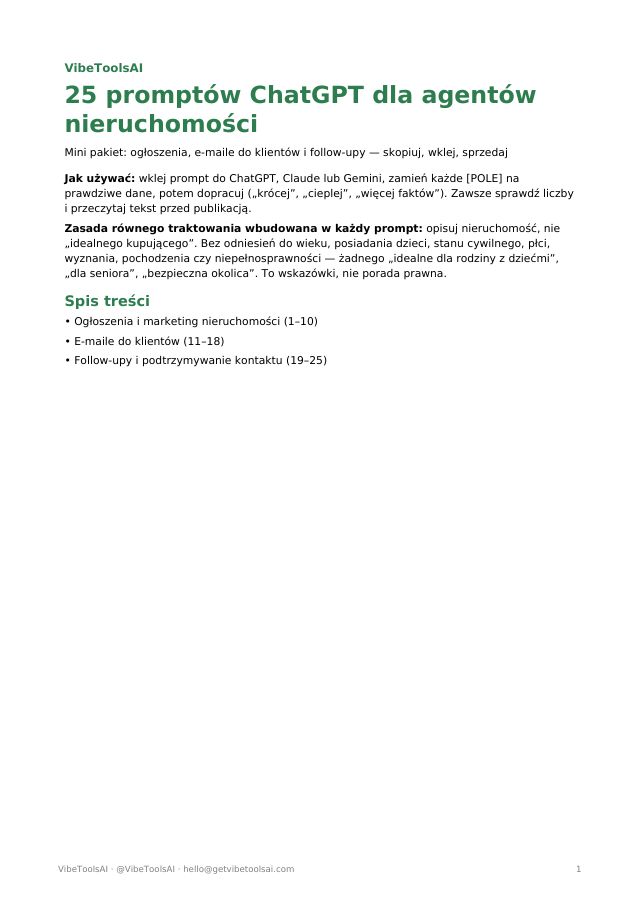 VibeToolsAI
25 promptów ChatGPT dla agentów
nieruchomości
Mini pakiet: ogłoszenia, e-maile do klientów i follow-upy — skopiuj, wklej, sprzedaj
Jak używać: wklej prompt do ChatGPT, Claude lub Gemini, zamień każde [POLE] na
prawdziwe dane, potem dopracuj („krócej”, „cieplej”, „więcej faktów”). Zawsze sprawdź liczby
i przeczytaj tekst przed publikacją.
Zasada równego traktowania wbudowana w każdy prompt: opisuj nieruchomość, nie
„idealnego kupującego”. Bez odniesień do wieku, posiadania dzieci, stanu cywilnego, płci,
wyznania, pochodzenia czy niepełnosprawności — żadnego „idealne dla rodziny z dziećmi”,
„dla seniora”, „bezpieczna okolica”. To wskazówki, nie porada prawna.
Spis treści
• Ogłoszenia i marketing nieruchomości (1–10)
• E-maile do klientów (11–18)
• Follow-upy i podtrzymywanie kontaktu (19–25)
VibeToolsAI · @VibeToolsAI · hello@getvibetoolsai.com
1